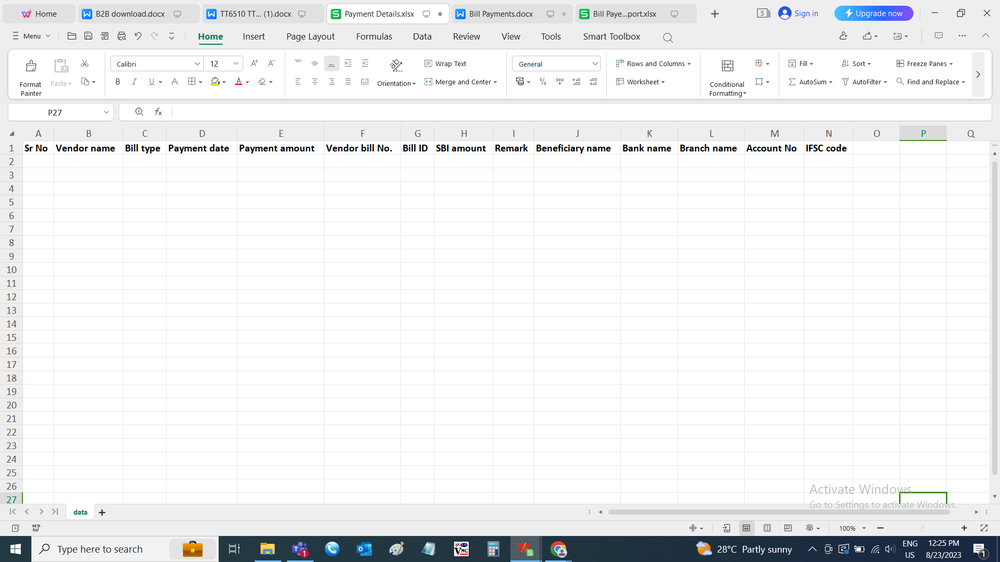 Home B2B download.docx TT6510 TT... (1).docx Payment Details.xlsx Bill Payments.docx Bill Paye...port.xlsx 5 Sign in Upgrade now
Menu Home Insert Page Layout Formulas Data Review View Tools Smart Toolbox
Format Painter Paste Calibri 12 Orientation Wrap Text Merge and Center General Rows and Columns Worksheet Conditional Formatting Fill Sort Freeze Panes AutoSum AutoFilter Find and Replace
P27
A B C D E F G H I J K L M N O P Q
1 Sr No Vendor name Bill type Payment date Payment amount Vendor bill No. Bill ID SBI amount Remark Beneficiary name Bank name Branch name Account No IFSC code
2
3
4
5
6
7
8
9
10
11
12
13
14
15
16
17
18
19
20
21
22
23
24
25
26
27
Activate Windows
Go to Settings to activate Windows.
data
100%
Type here to search 1 28°C Partly sunny ENG US 12:25 PM 8/23/2023 1